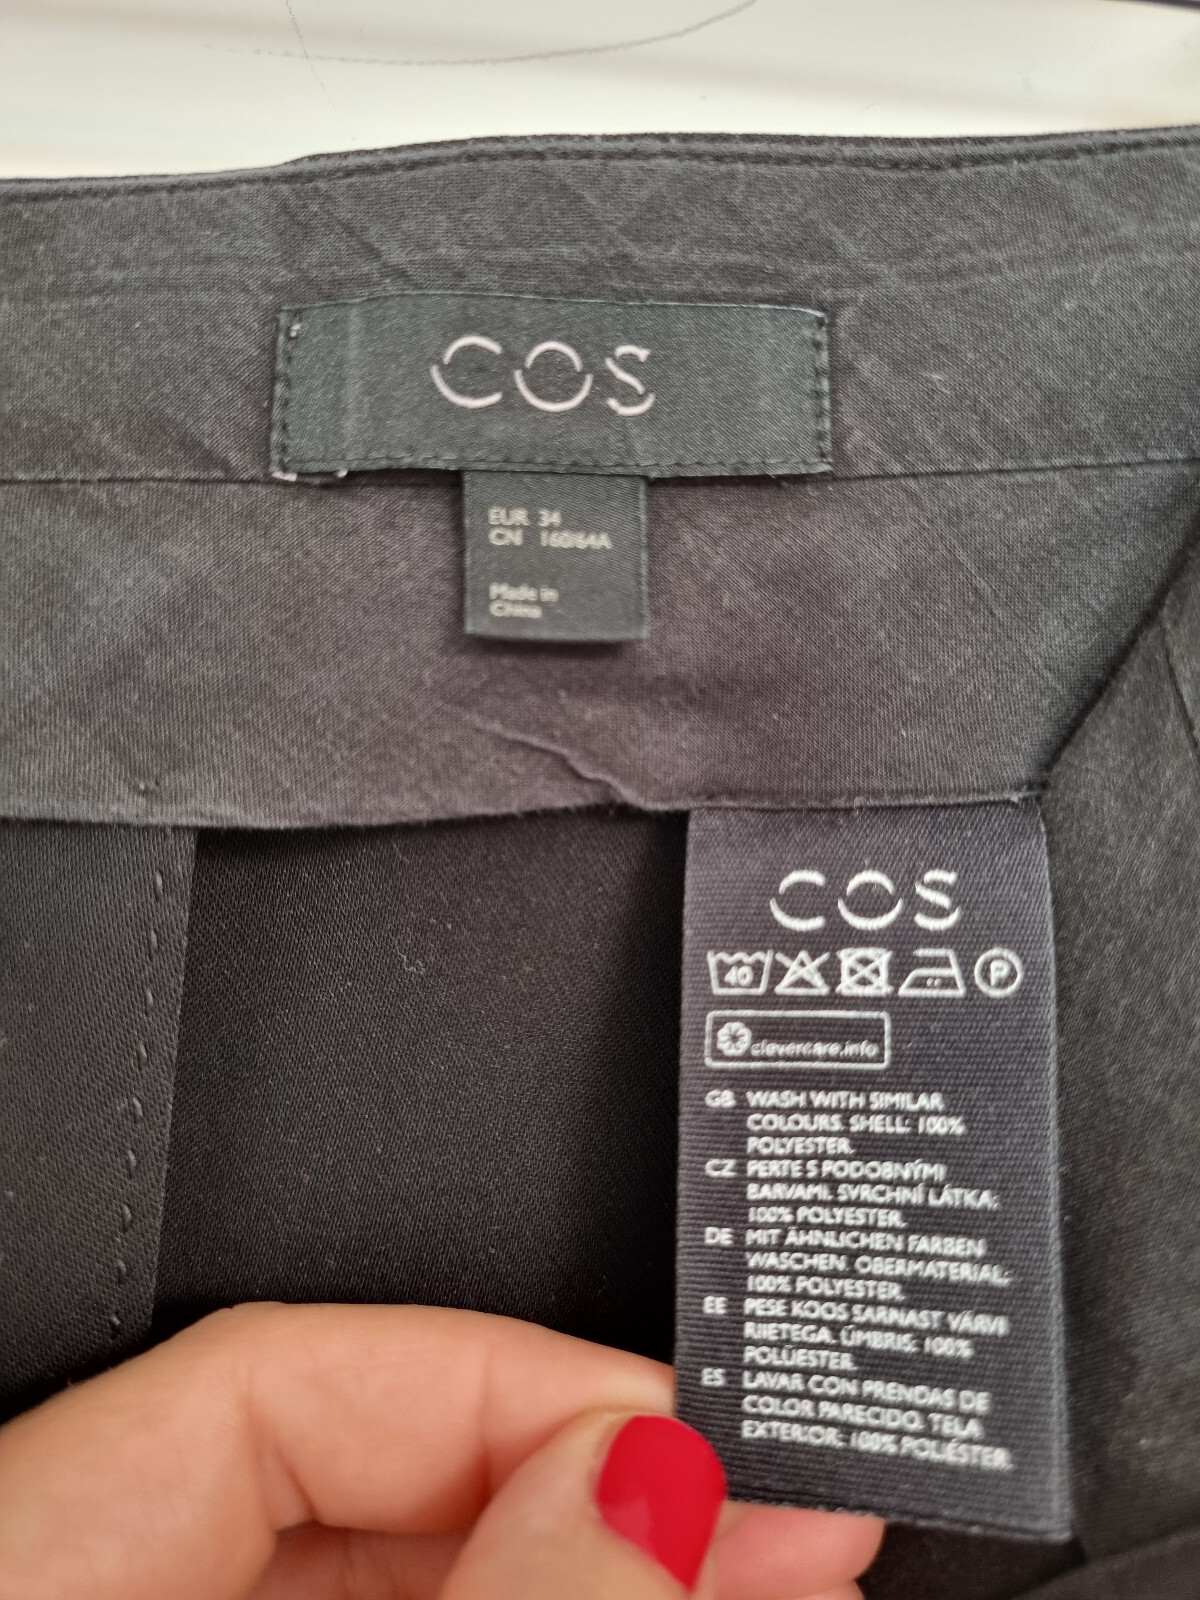 COS
EUR 34
CN 160/64A
Made in
China
COS
40
P
clevercare.info
GB WASH WITH SIMILAR
COLOURS. SHELL: 100%
POLYESTER.
CZ PERTE S PODOBNÝMI
BARVAMI. SVRCHNÍ LÁTKA:
100% POLYESTER.
DE MIT ÄHNLICHEN FARBEN
WASCHEN. OBERMATERIAL:
100% POLYESTER.
EE PESE KOOS SARNAST VÄRVI
RIIETEGA. ÜMBRIS: 100%
POLÜESTER.
ES LAVAR CON PRENDAS DE
COLOR PARECIDO. TELA
EXTERIOR: 100% POLIÉSTER.